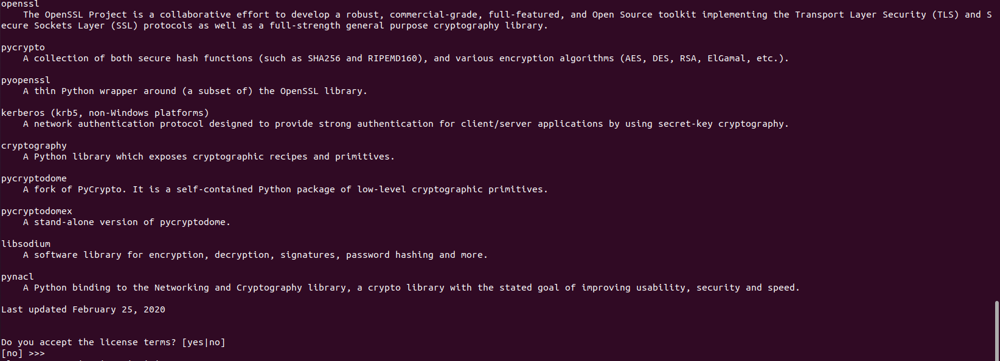 openssl
The OpenSSL Project is a collaborative effort to develop a robust, commercial-grade, full-featured, and Open Source toolkit implementing the Transport Layer Security (TLS) and S
ecure Sockets Layer (SSL) protocols as well as a full-strength general purpose cryptography library.
pycrypto
A collection of both secure hash functions (such as SHA256 and RIPEMD160), and various encryption algorithms (AES, DES, RSA, ElGamal, etc.).
pyopenssl
A thin Python wrapper around (a subset of) the OpenSSL library.
kerberos (krb5, non-Windows platforms)
A network authentication protocol designed to provide strong authentication for client/server applications by using secret-key cryptography.
cryptography
A Python library which exposes cryptographic recipes and primitives.
pycryptodome
A fork of PyCrypto. It is a self-contained Python package of low-level cryptographic primitives.
pycryptodomex
A stand-alone version of pycryptodome.
libsodium
A software library for encryption, decryption, signatures, password hashing and more.
pynacl
A Python binding to the Networking and Cryptography library, a crypto library with the stated goal of improving usability, security and speed.
Last updated February 25, 2020
Do you accept the license terms? [yes|no]
[no] >>>